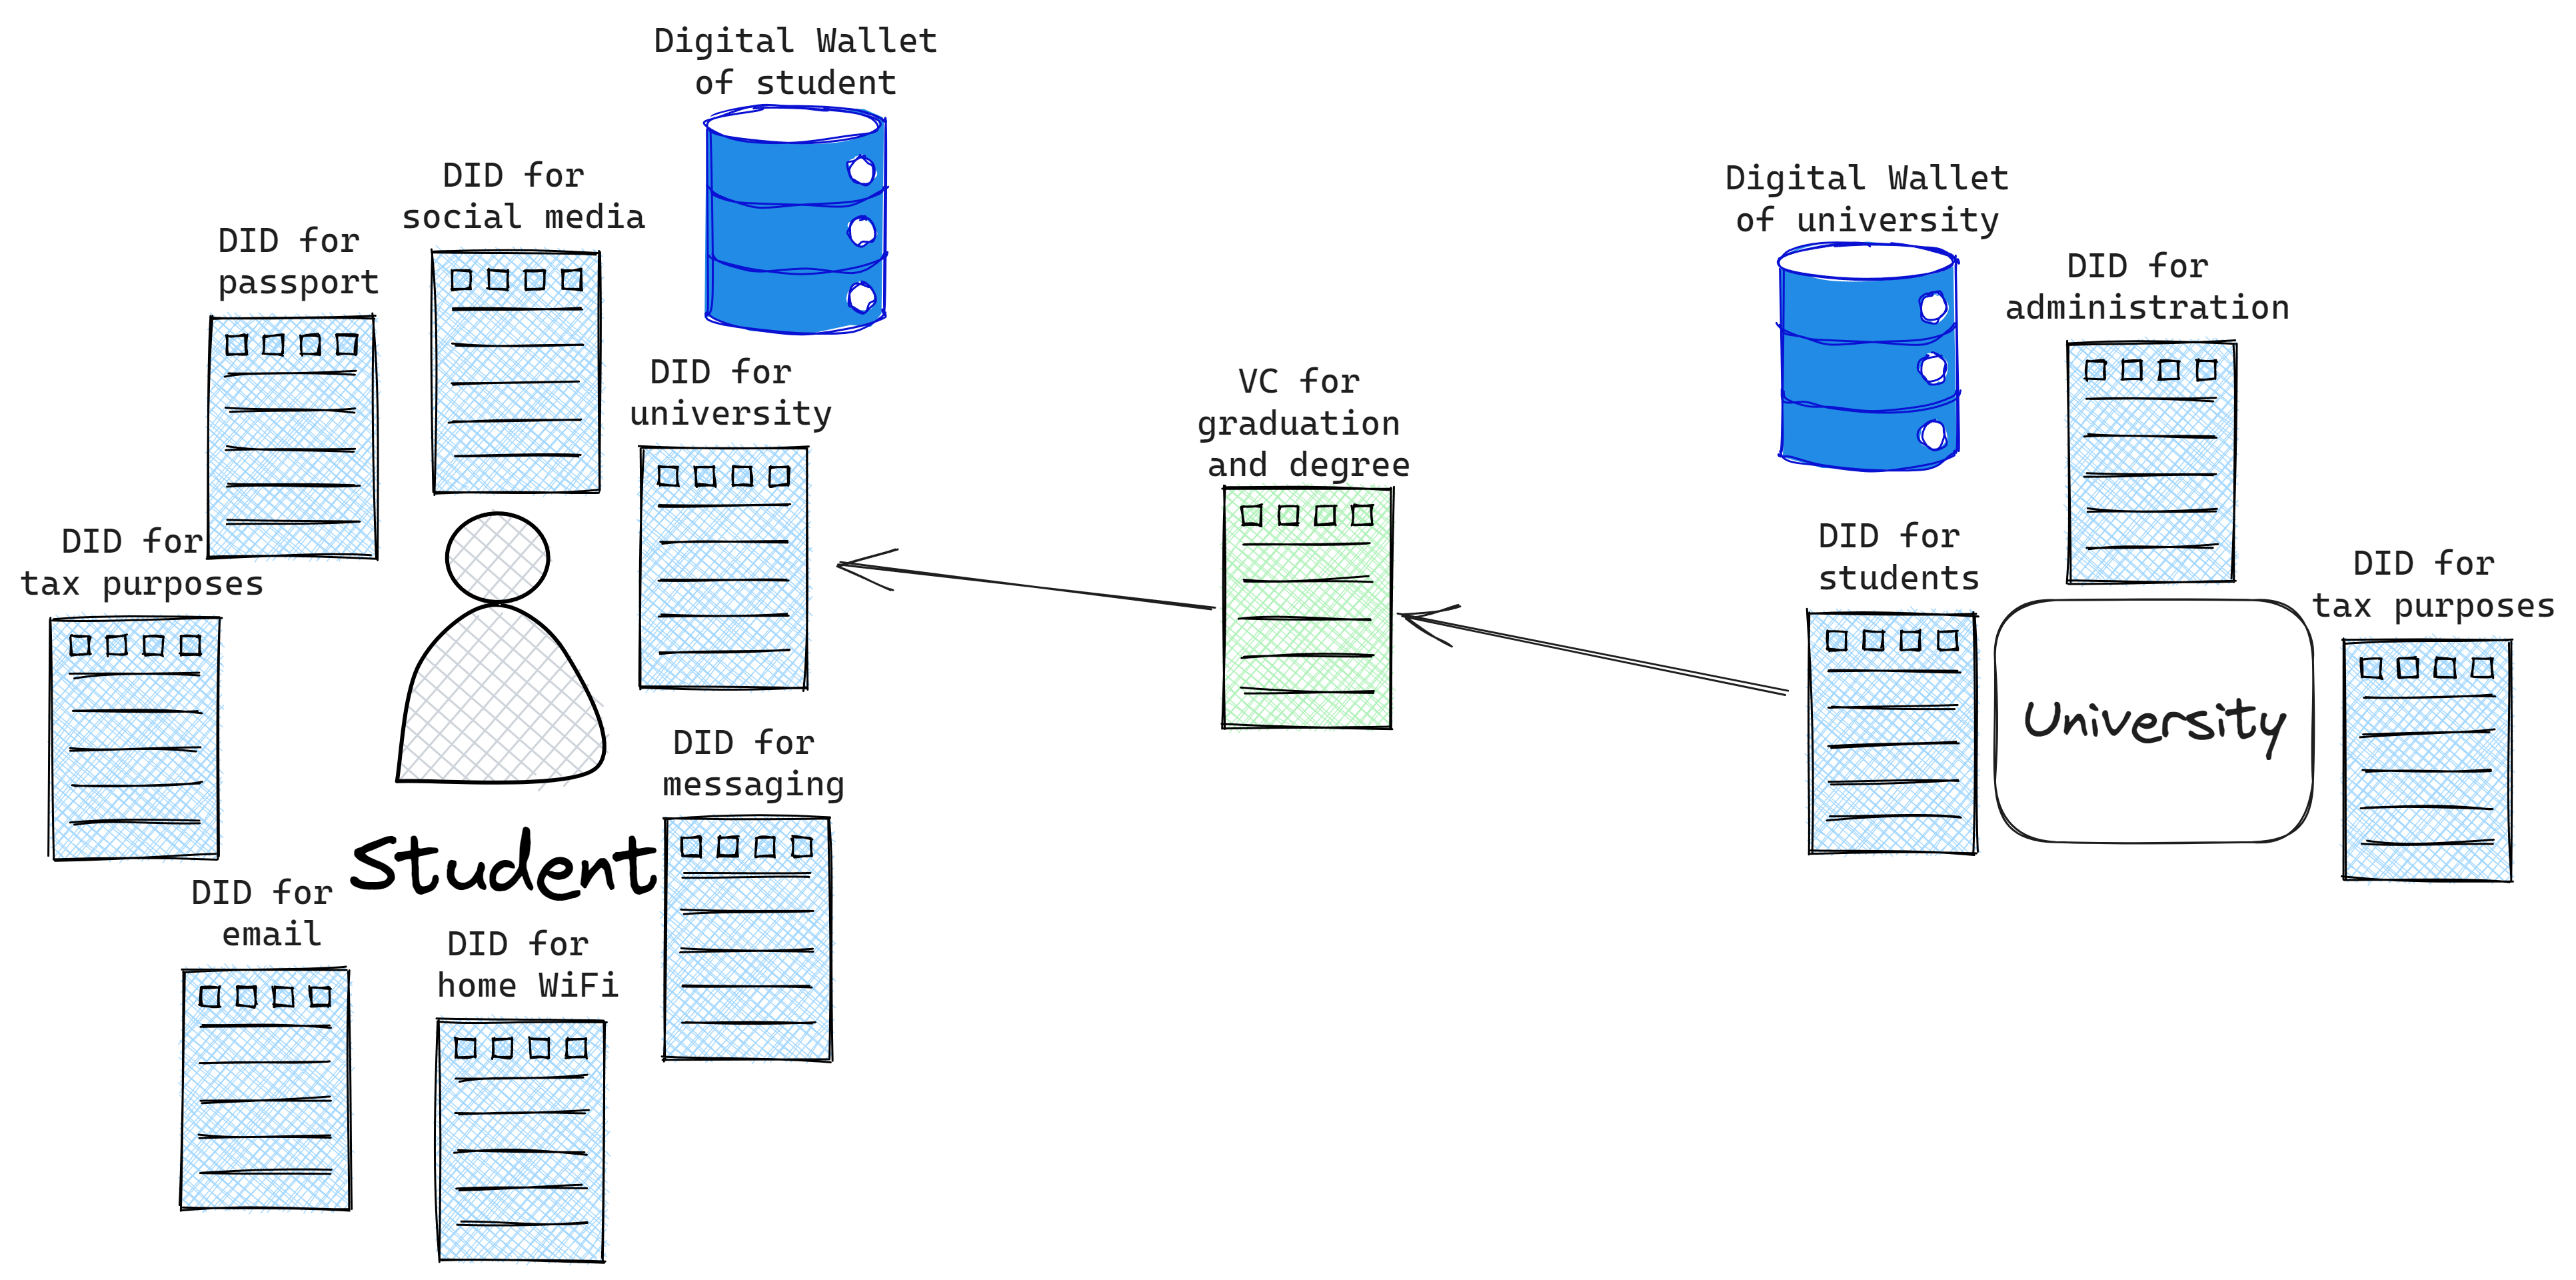 Digital Wallet
of student
DID for
social media
DID for
passport
DID for
university
DID for
tax purposes
Student
DID for
messaging
DID for
email
DID for
home WiFi
VC for
graduation
and degree
Digital Wallet
of university
DID for
administration
DID for
students
DID for
tax purposes
University